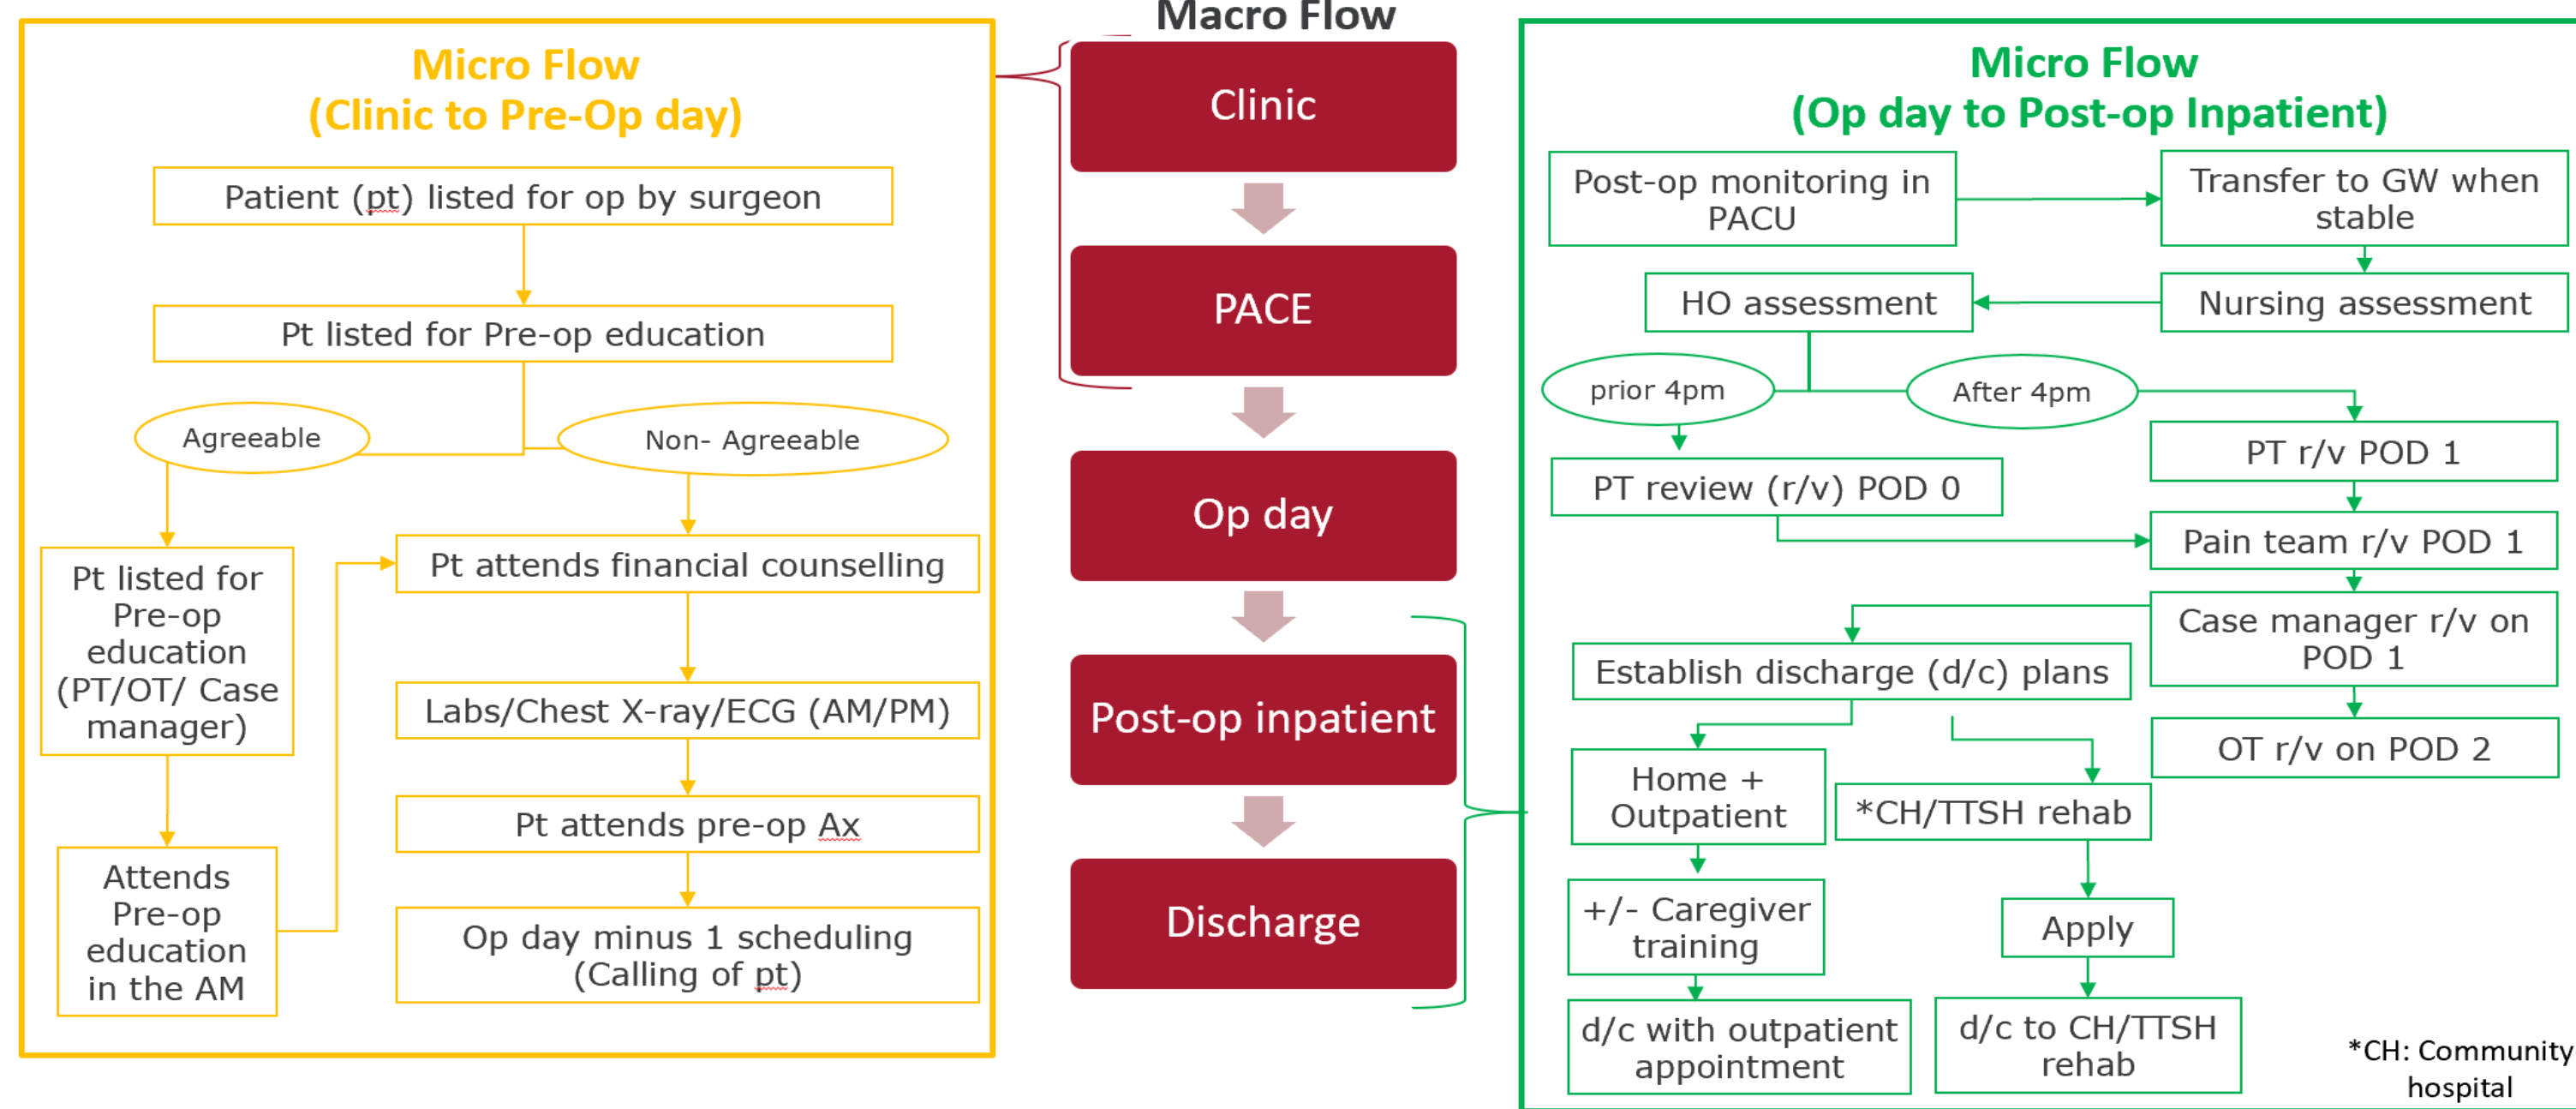 Micro Flow
(Clinic to Pre-Op day)
Patient (pt) listed for op by surgeon
Pt listed for Pre-op education
Agreeable
Non- Agreeable
Pt listed for
Pre-op
education
(PT/OT/ Case
manager)
Attends
Pre-op
education
in the AM
Pt attends financial counselling
Labs/Chest X-ray/ECG (AM/PM)
Pt attends pre-op Ax
Op day minus 1 scheduling
(Calling of pt)
Macro Flow
Clinic
PACE
Op day
Post-op inpatient
Discharge
Micro Flow
(Op day to Post-op Inpatient)
Post-op monitoring in
PACU
Transfer to GW when
stable
HO assessment
Nursing assessment
prior 4pm
After 4pm
PT review (r/v) POD 0
PT r/v POD 1
Pain team r/v POD 1
Case manager r/v on
POD 1
OT r/v on POD 2
Establish discharge (d/c) plans
Home +
Outpatient
+/- Caregiver
training
d/c with outpatient
appointment
*CH/TTSH rehab
Apply
d/c to CH/TTSH
rehab
*CH: Community
hospital